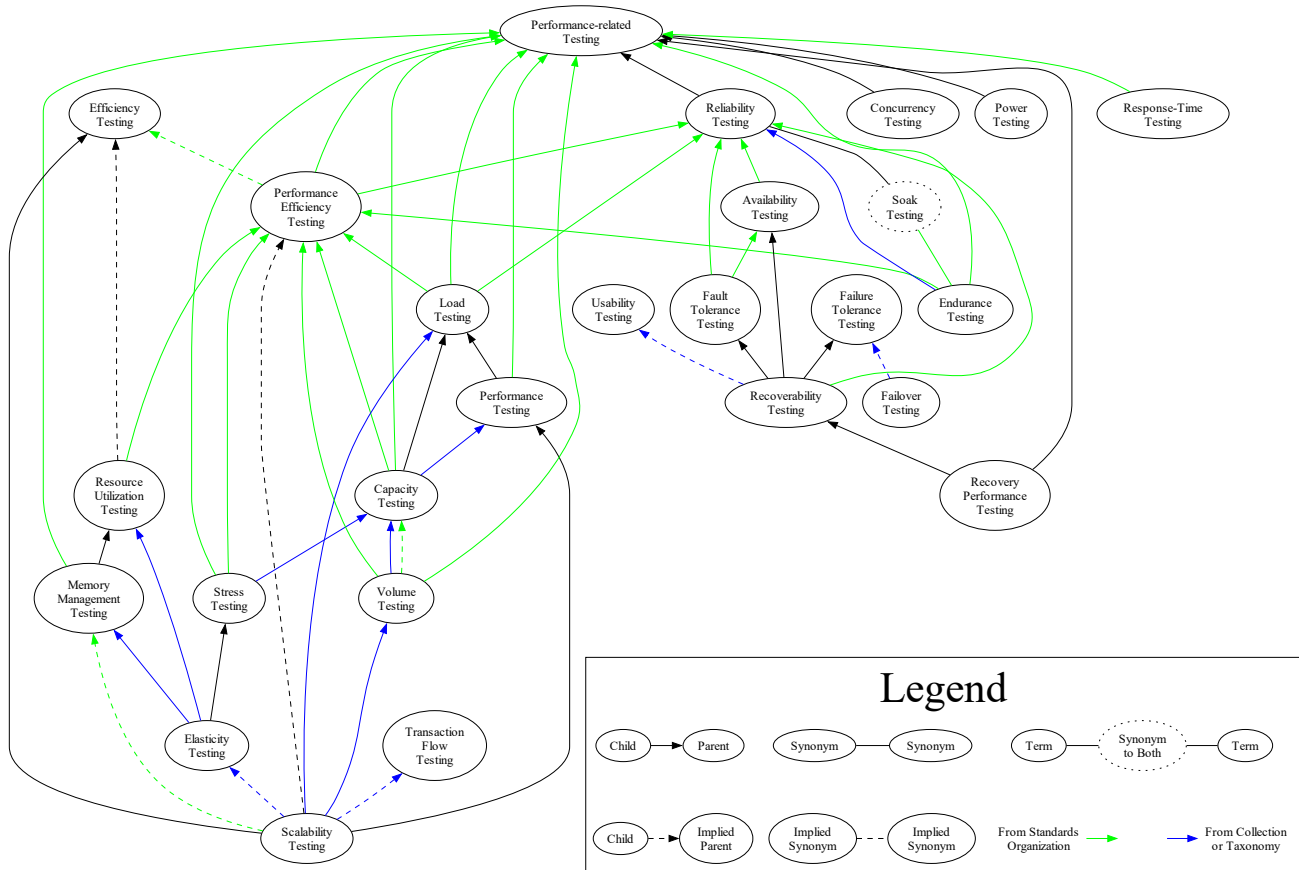 Performance-related
Testing
Efficiency
Testing
Reliability
Testing
Concurrency
Testing
Power
Testing
Response-Time
Testing
Performance
Efficiency
Testing
Availability
Testing
Soak
Testing
Load
Testing
Usability
Testing
Fault
Tolerance
Testing
Failure
Tolerance
Testing
Endurance
Testing
Performance
Testing
Recoverability
Testing
Failover
Testing
Resource
Utilization
Testing
Capacity
Testing
Recovery
Performance
Testing
Memory
Management
Testing
Stress
Testing
Volume
Testing
Elasticity
Testing
Transaction
Flow
Testing
Scalability
Testing
Legend
Child
Parent
Synonym
Synonym
Term
Synonym
to Both
Term
Child
Implied
Parent
Implied
Synonym
Implied
Synonym
From Standards
Organization
From Collection
or Taxonomy